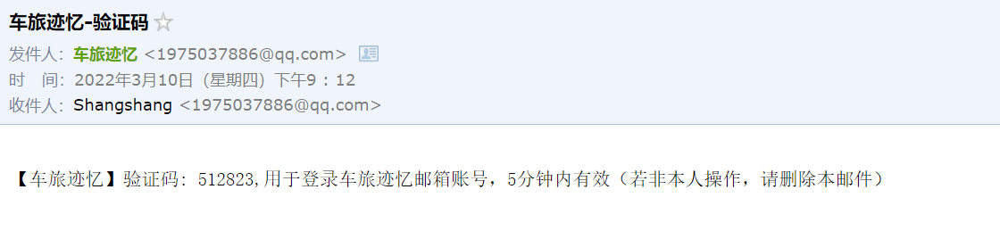 车旅迹忆-验证码
发件人：车旅迹忆 <1975037886@qq.com>
时　间：2022年3月10日（星期四）下午9：12
收件人：Shangshang <1975037886@qq.com>
【车旅迹忆】验证码: 512823,用于登录车旅迹忆邮箱账号，5分钟内有效（若非本人操作，请删除本邮件）